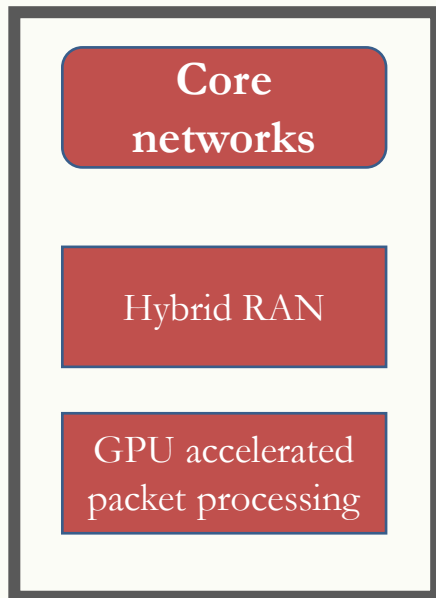 Core
networks
Hybrid RAN
GPU accelerated
packet processing